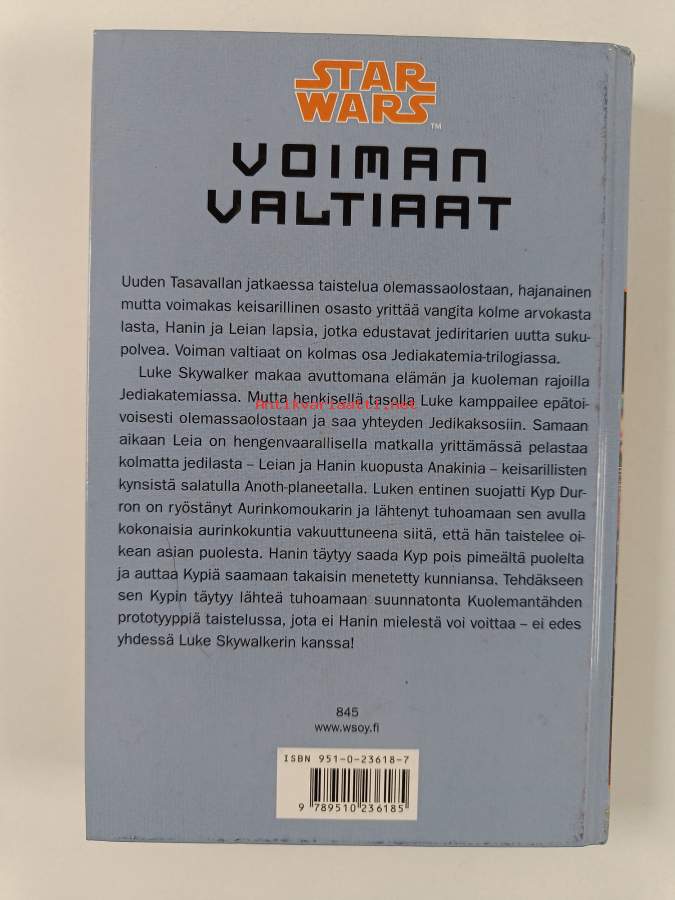 STAR
WARS™
VOIMAN
VALTIAAT
Uuden Tasavallan jatkaessa taistelua olemassaolostaan, hajanainen
mutta voimakas keisarillinen osasto yrittää vangita kolme arvokasta
lasta, Hanin ja Leian lapsia, jotka edustavat jediritarien uutta suku-
polvea. Voiman valtiaat on kolmas osa Jediakatemia-trilogiassa.
Luke Skywalker makaa avuttomana elämän ja kuoleman rajoilla
Jediakatemiassa. Mutta henkisellä tasolla Luke kamppailee epätoi-
Antikvariaatti.net
voisesti olemassaolostaan ja saa yhteyden Jedikaksosiin. Samaan
aikaan Leia on hengenvaarallisella matkalla yrittämässä pelastaa
kolmatta jedilasta – Leian ja Hanin kuopusta Anakinia – keisarillisten
kynsistä salatulla Anoth-planeetalla. Luken entinen suojatti Kyp Dur-
ron on ryöstänyt Aurinkomoukarin ja lähtenyt tuhoamaan sen avulla
kokonaisia aurinkokuntia vakuuttuneena siitä, että hän taistelee oi-
kean asian puolesta. Hanin täytyy saada Kyp pois pimeältä puolelta
ja auttaa Kypiä saamaan takaisin menetetty kunniansa. Tehdäkseen
sen Kypin täytyy lähteä tuhoamaan suunnatonta Kuolemantähden
prototyyppiä taistelussa, jota ei Hanin mielestä voi voittaa – ei edes
yhdessä Luke Skywalkerin kanssa!
845
www.wsoy.fi
ISBN 951-0-23618-7
9 789510 236185